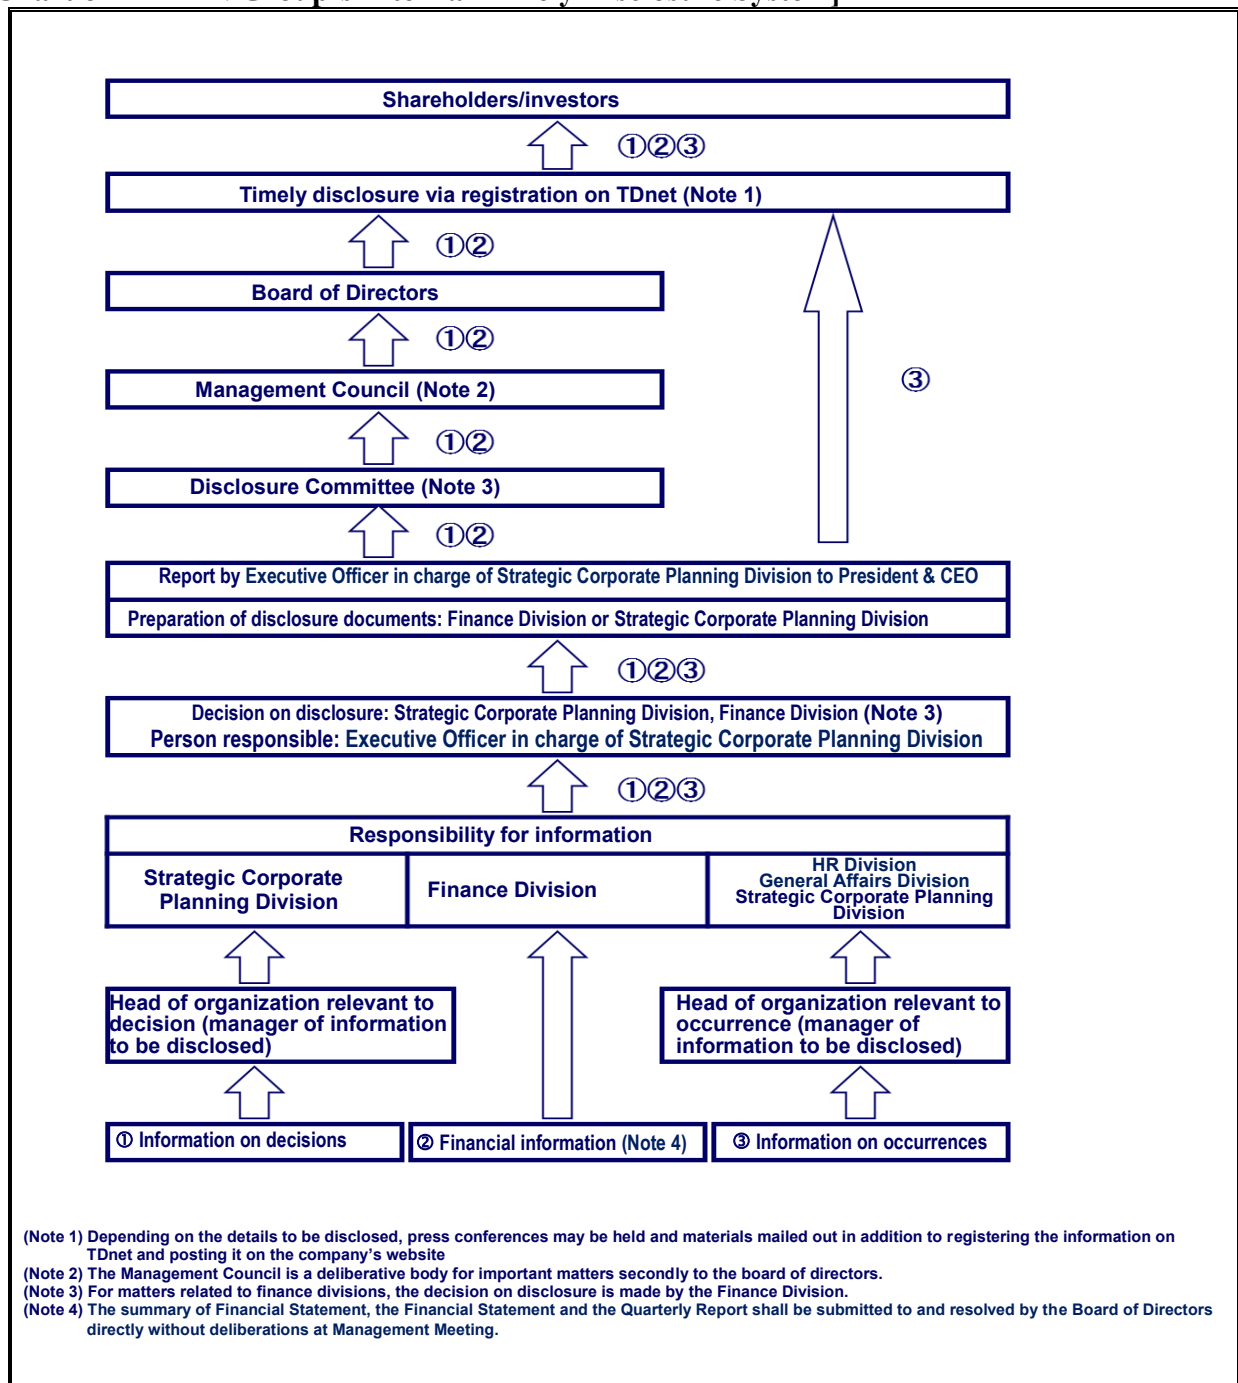 Shareholders/investors
①②③
Timely disclosure via registration on TDnet (Note 1)
①②
Board of Directors
①②
③
Management Council (Note 2)
①②
Disclosure Committee (Note 3)
①②
Report by Executive Officer in charge of Strategic Corporate Planning Division to President & CEO
Preparation of disclosure documents: Finance Division or Strategic Corporate Planning Division
①②③
Decision on disclosure: Strategic Corporate Planning Division, Finance Division (Note 3)
Person responsible: Executive Officer in charge of Strategic Corporate Planning Division
①②③
Responsibility for information
Strategic Corporate
Planning Division
Finance Division
HR Division
General Affairs Division
Strategic Corporate Planning
Division
Head of organization relevant to
decision (manager of information
to be disclosed)
Head of organization relevant to
occurrence (manager of
information to be disclosed)
① Information on decisions
② Financial information (Note 4)
③ Information on occurrences
(Note 1) Depending on the details to be disclosed, press conferences may be held and materials mailed out in addition to registering the information on
TDnet and posting it on the company's website
(Note 2) The Management Council is a deliberative body for important matters secondly to the board of directors.
(Note 3) For matters related to finance divisions, the decision on disclosure is made by the Finance Division.
(Note 4) The summary of Financial Statement, the Financial Statement and the Quarterly Report shall be submitted to and resolved by the Board of Directors
directly without deliberations at Management Meeting.